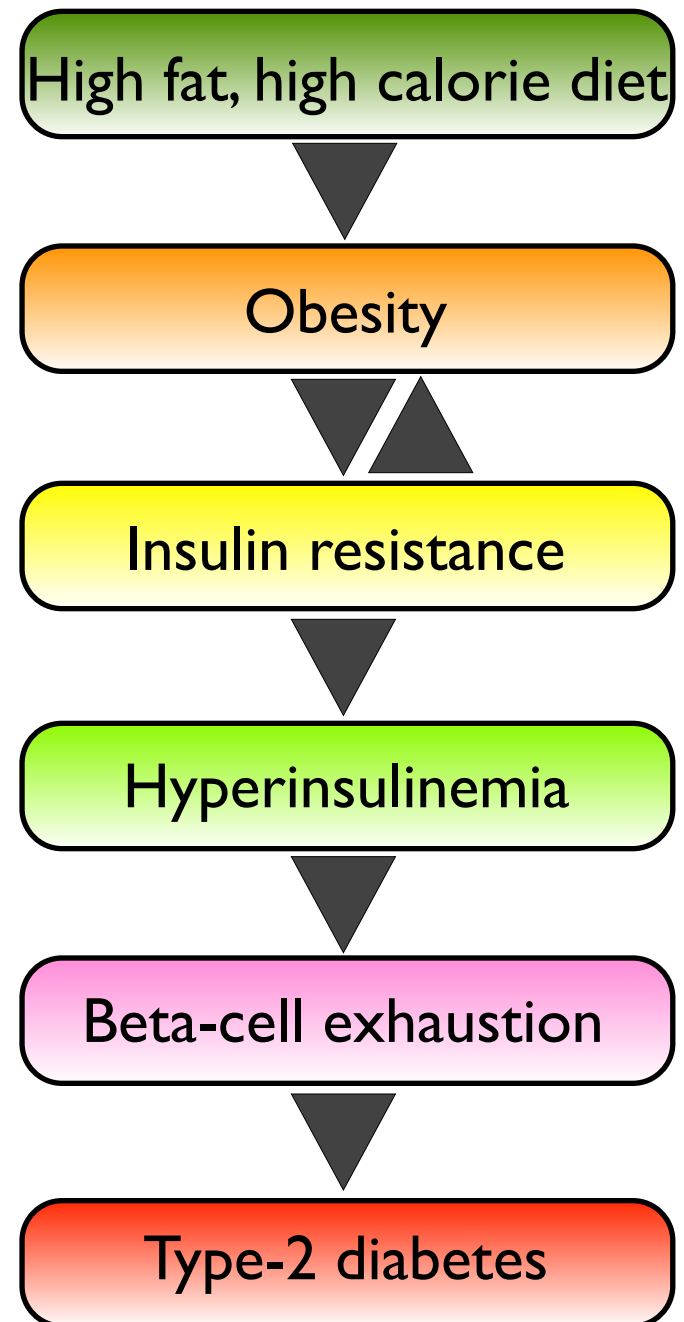 High fat, high calorie diet
Obesity
Insulin resistance
Hyperinsulinemia
Beta-cell exhaustion
Type-2 diabetes